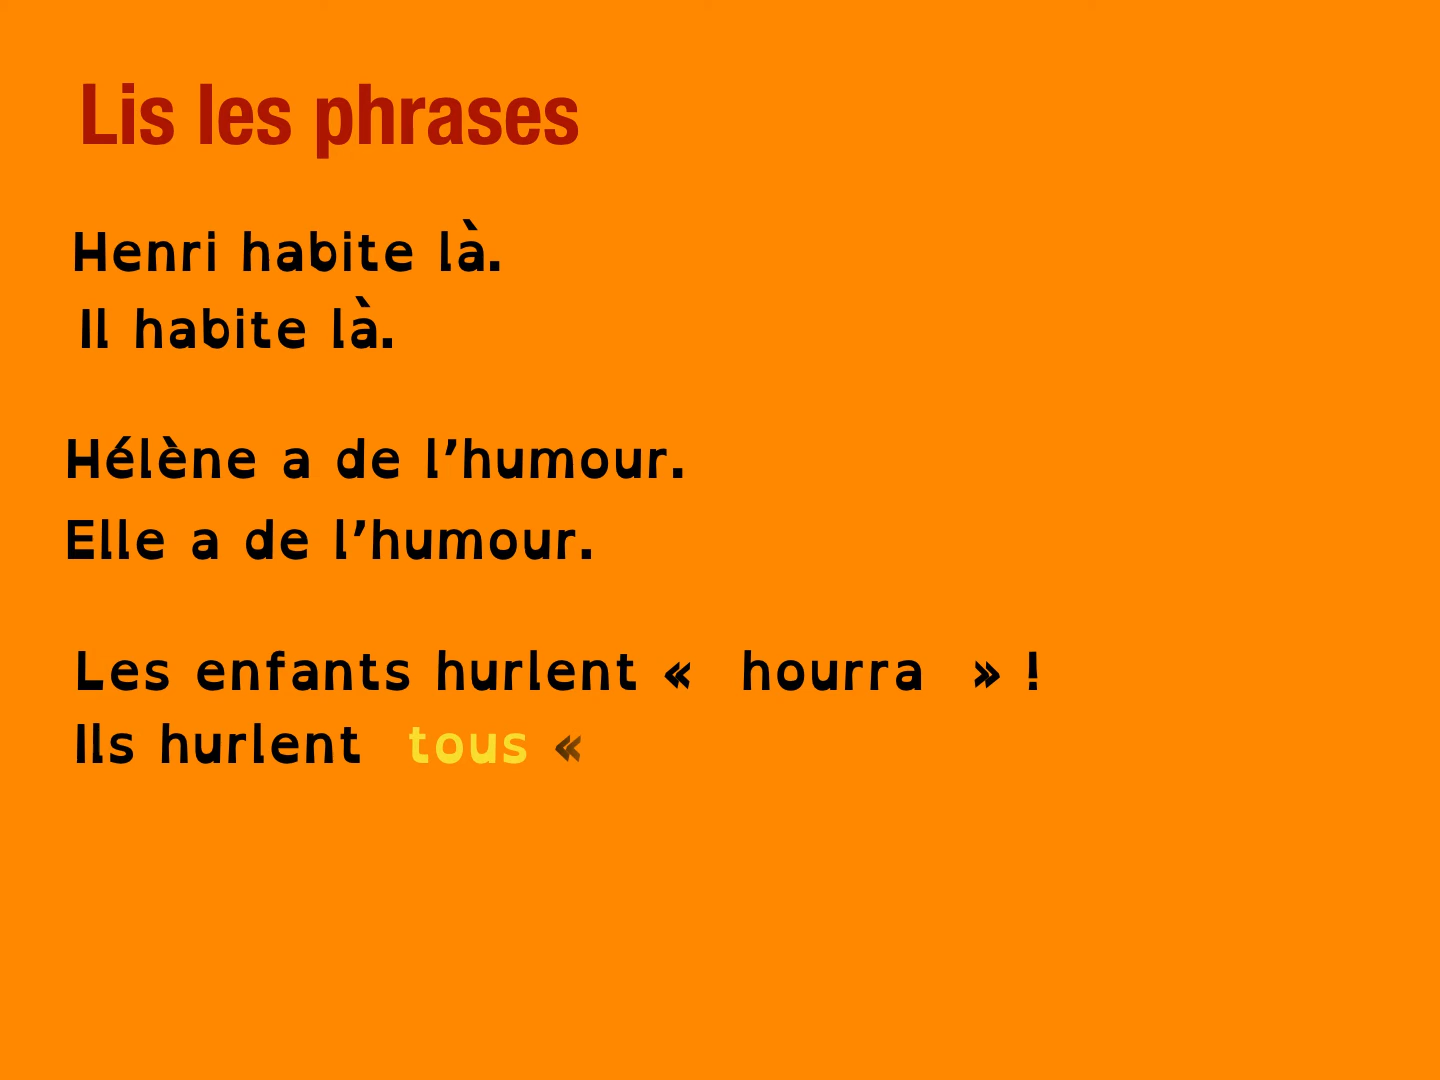 Lis les phrases
Henri habite là.
Il habite là.
Hélène a de l’humour.
Elle a de l’humour.
Les enfants hurlent « hourra » !
Ils hurlent tous «